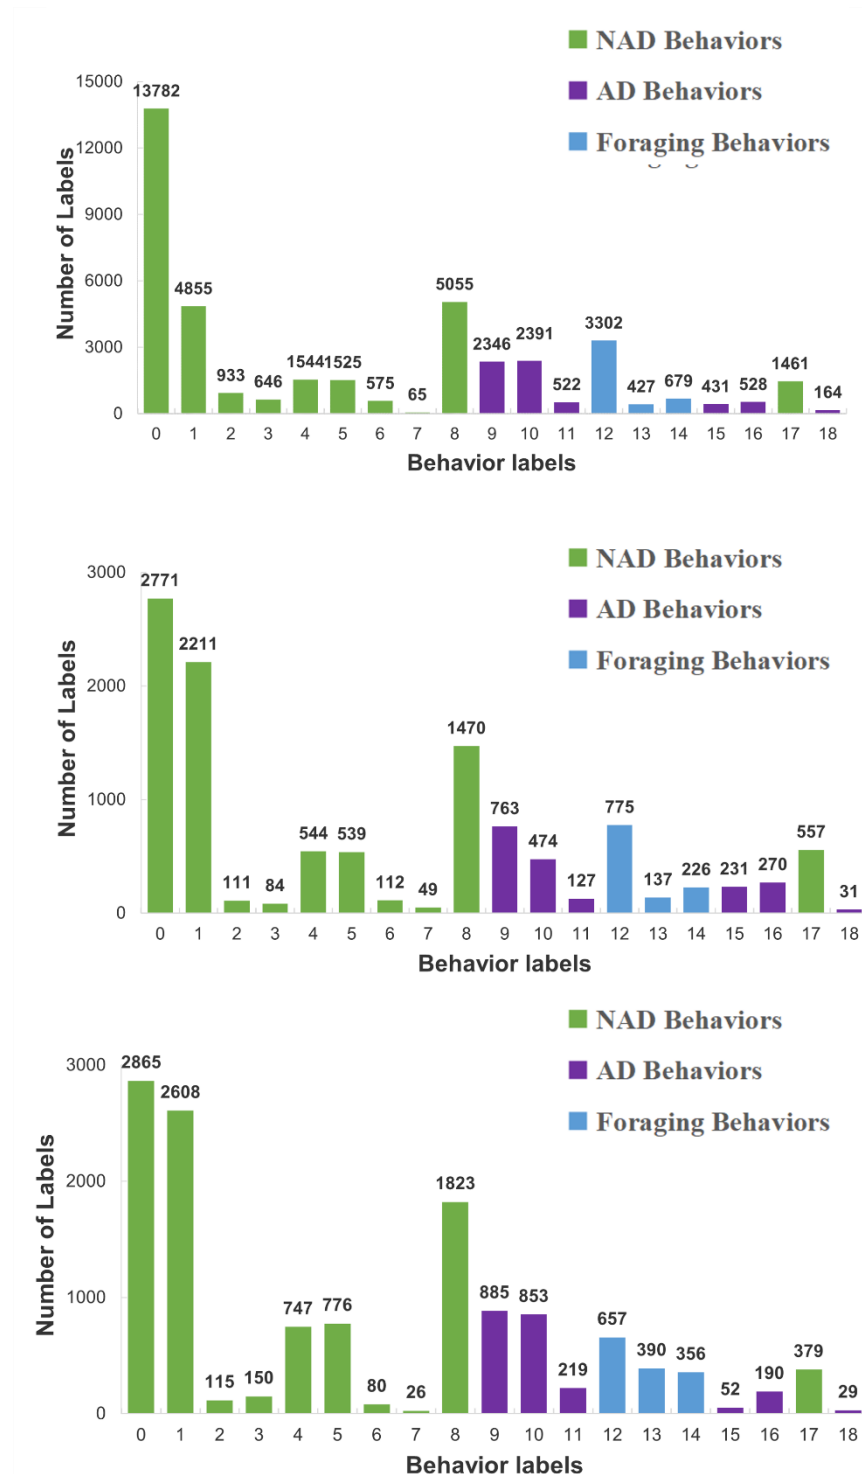 NAD Behaviors
AD Behaviors
Foraging Behaviors
Number of Labels
15000
12000
9000
6000
3000
0
13782 4855 933 646 1544 1525 575 65 5055 2346 2391 522 3302 427 679 431 528 1461 164
0 1 2 3 4 5 6 7 8 9 10 11 12 13 14 15 16 17 18
Behavior labels
NAD Behaviors
AD Behaviors
Foraging Behaviors
Number of Labels
3000
2000
1000
0
2771 2211 111 84 544 539 112 49 1470 763 474 127 775 137 226 231 270 557 31
0 1 2 3 4 5 6 7 8 9 10 11 12 13 14 15 16 17 18
Behavior labels
NAD Behaviors
AD Behaviors
Foraging Behaviors
Number of Labels
3000
2000
1000
0
2865 2608 115 150 747 776 80 26 1823 885 853 219 657 390 356 52 190 379 29
0 1 2 3 4 5 6 7 8 9 10 11 12 13 14 15 16 17 18
Behavior labels